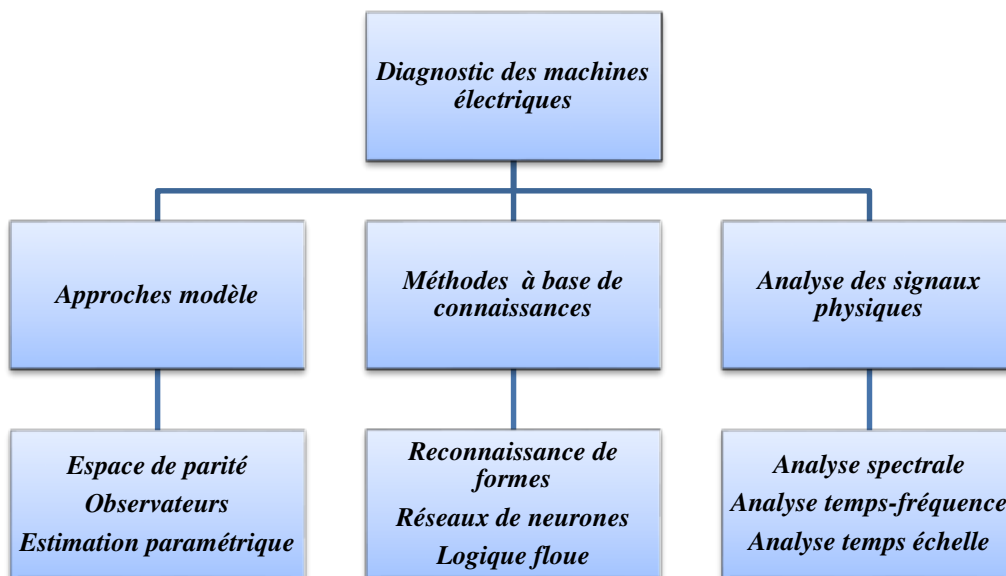 Diagnostic des machines
électriques
Approches modèle
Méthodes à base de
connaissances
Analyse des signaux
physiques
Espace de parité
Observateurs
Estimation paramétrique
Reconnaissance de
formes
Réseaux de neurones
Logique floue
Analyse spectrale
Analyse temps-fréquence
Analyse temps échelle